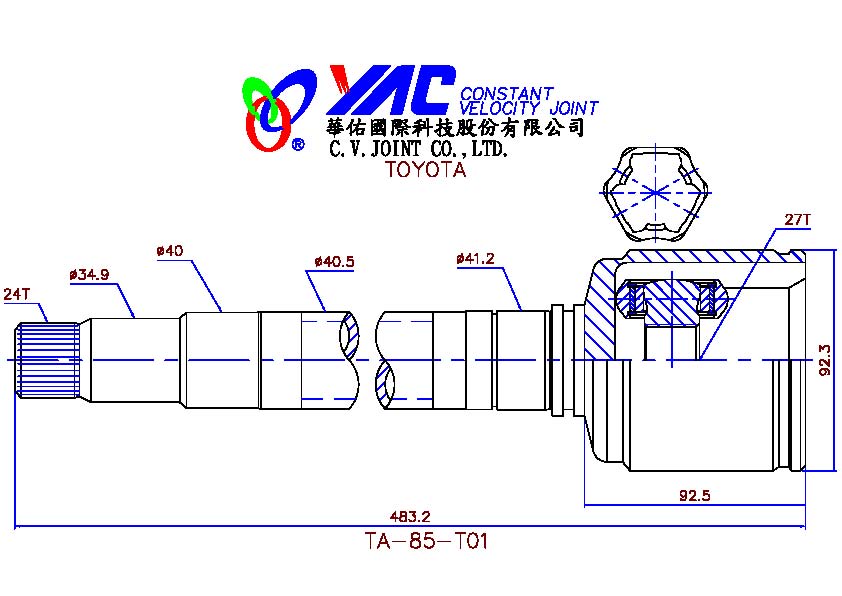 YAC CONSTANT
VELOCITY JOINT
華佑國際科技股份有限公司
®
C.V.JOINT CO.,LTD.
TOYOTA
27T
ø40
ø40.5
ø41.2
ø34.9
24T
92.3
92.5
483.2
TA-85-T01